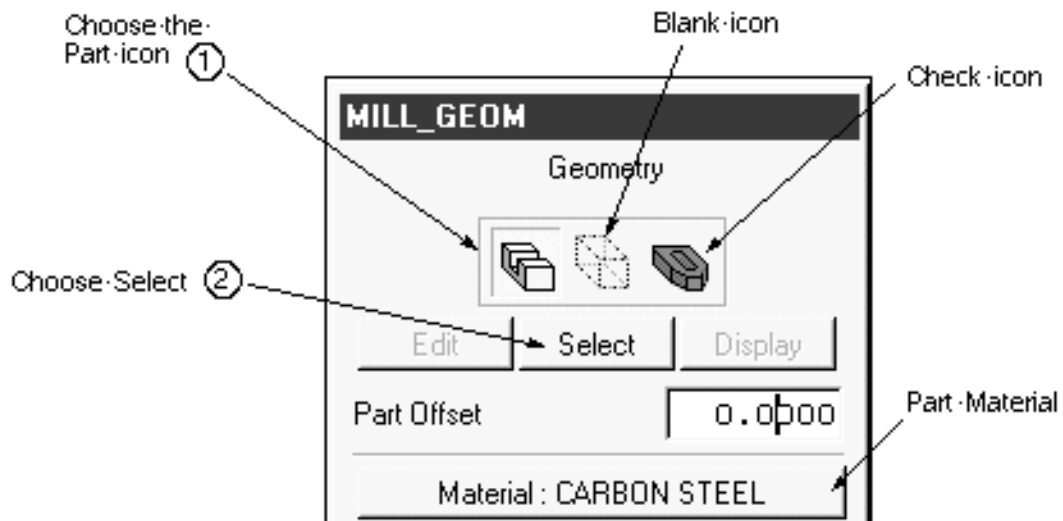 Choose·the·
Part·icon ①
Blank·icon
Check·icon
MILL_GEOM
Geometry
Choose·Select ②
Edit
Select
Display
Part Offset
0.0000
Part·Material
Material : CARBON STEEL